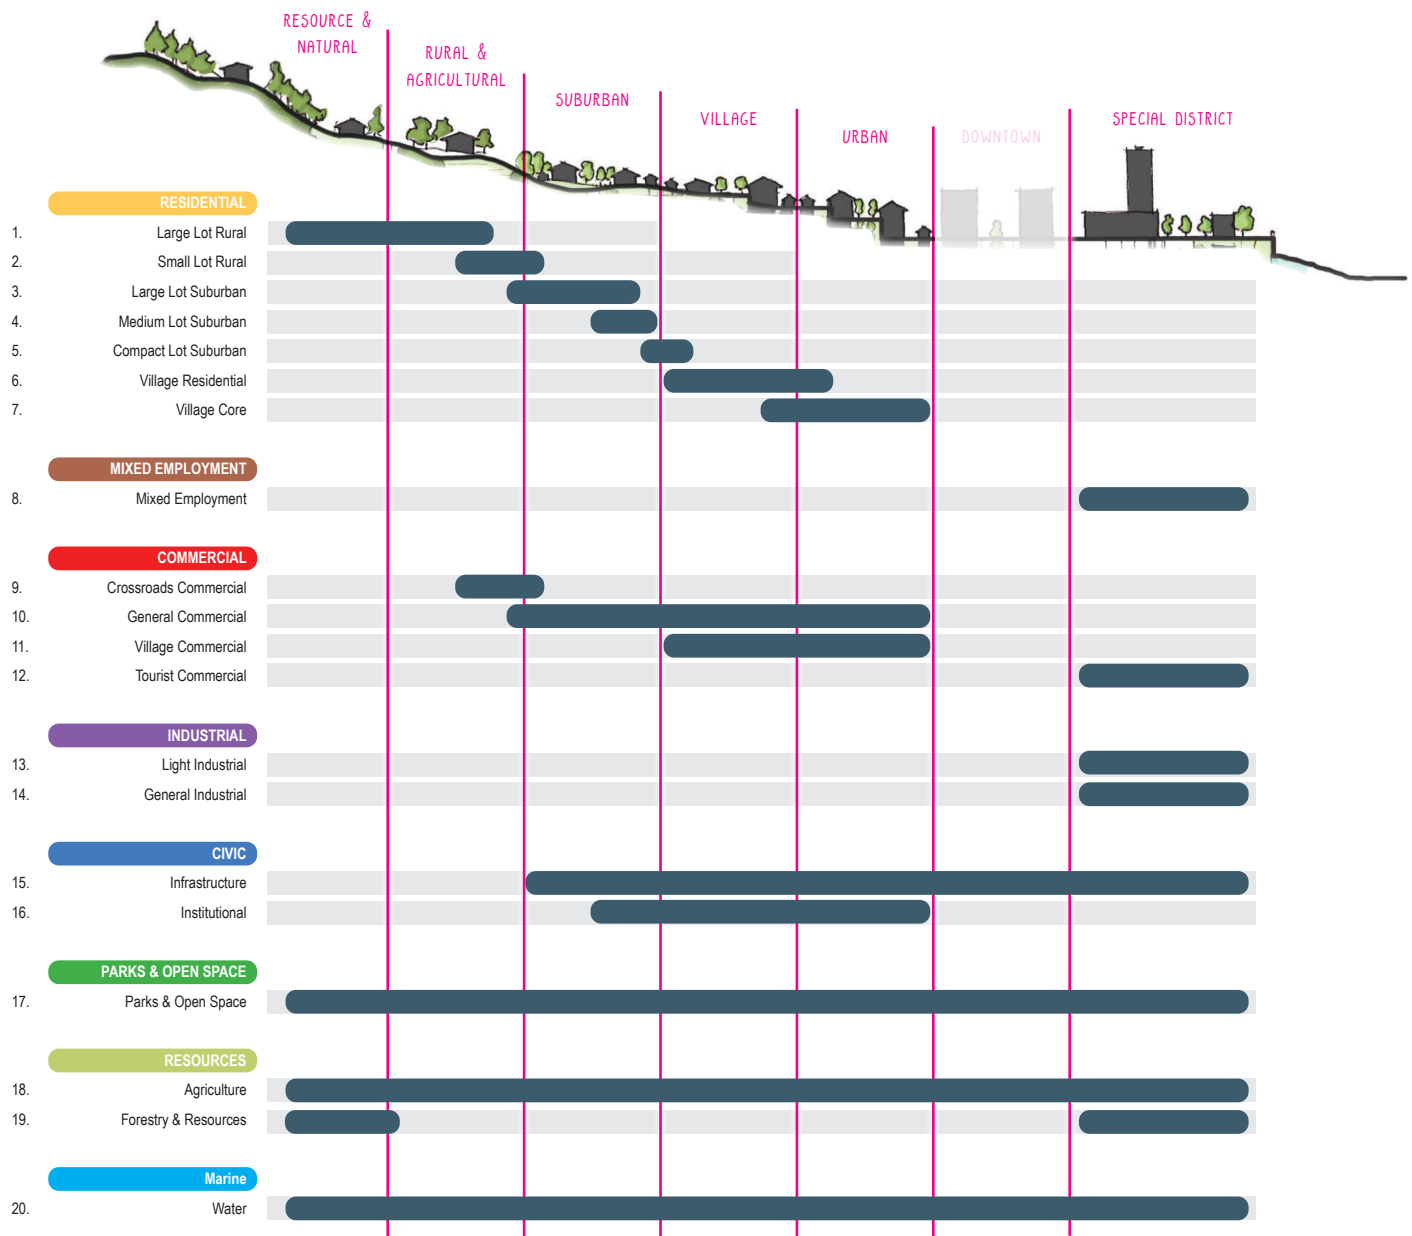 RESOURCE &
NATURAL
RURAL &
AGRICULTURAL
SUBURBAN
VILLAGE
URBAN
DOWNTOWN
SPECIAL DISTRICT
RESIDENTIAL
1. Large Lot Rural
2. Small Lot Rural
3. Large Lot Suburban
4. Medium Lot Suburban
5. Compact Lot Suburban
6. Village Residential
7. Village Core
MIXED EMPLOYMENT
8. Mixed Employment
COMMERCIAL
9. Crossroads Commercial
10. General Commercial
11. Village Commercial
12. Tourist Commercial
INDUSTRIAL
13. Light Industrial
14. General Industrial
CIVIC
15. Infrastructure
16. Institutional
PARKS & OPEN SPACE
17. Parks & Open Space
RESOURCES
18. Agriculture
19. Forestry & Resources
Marine
20. Water